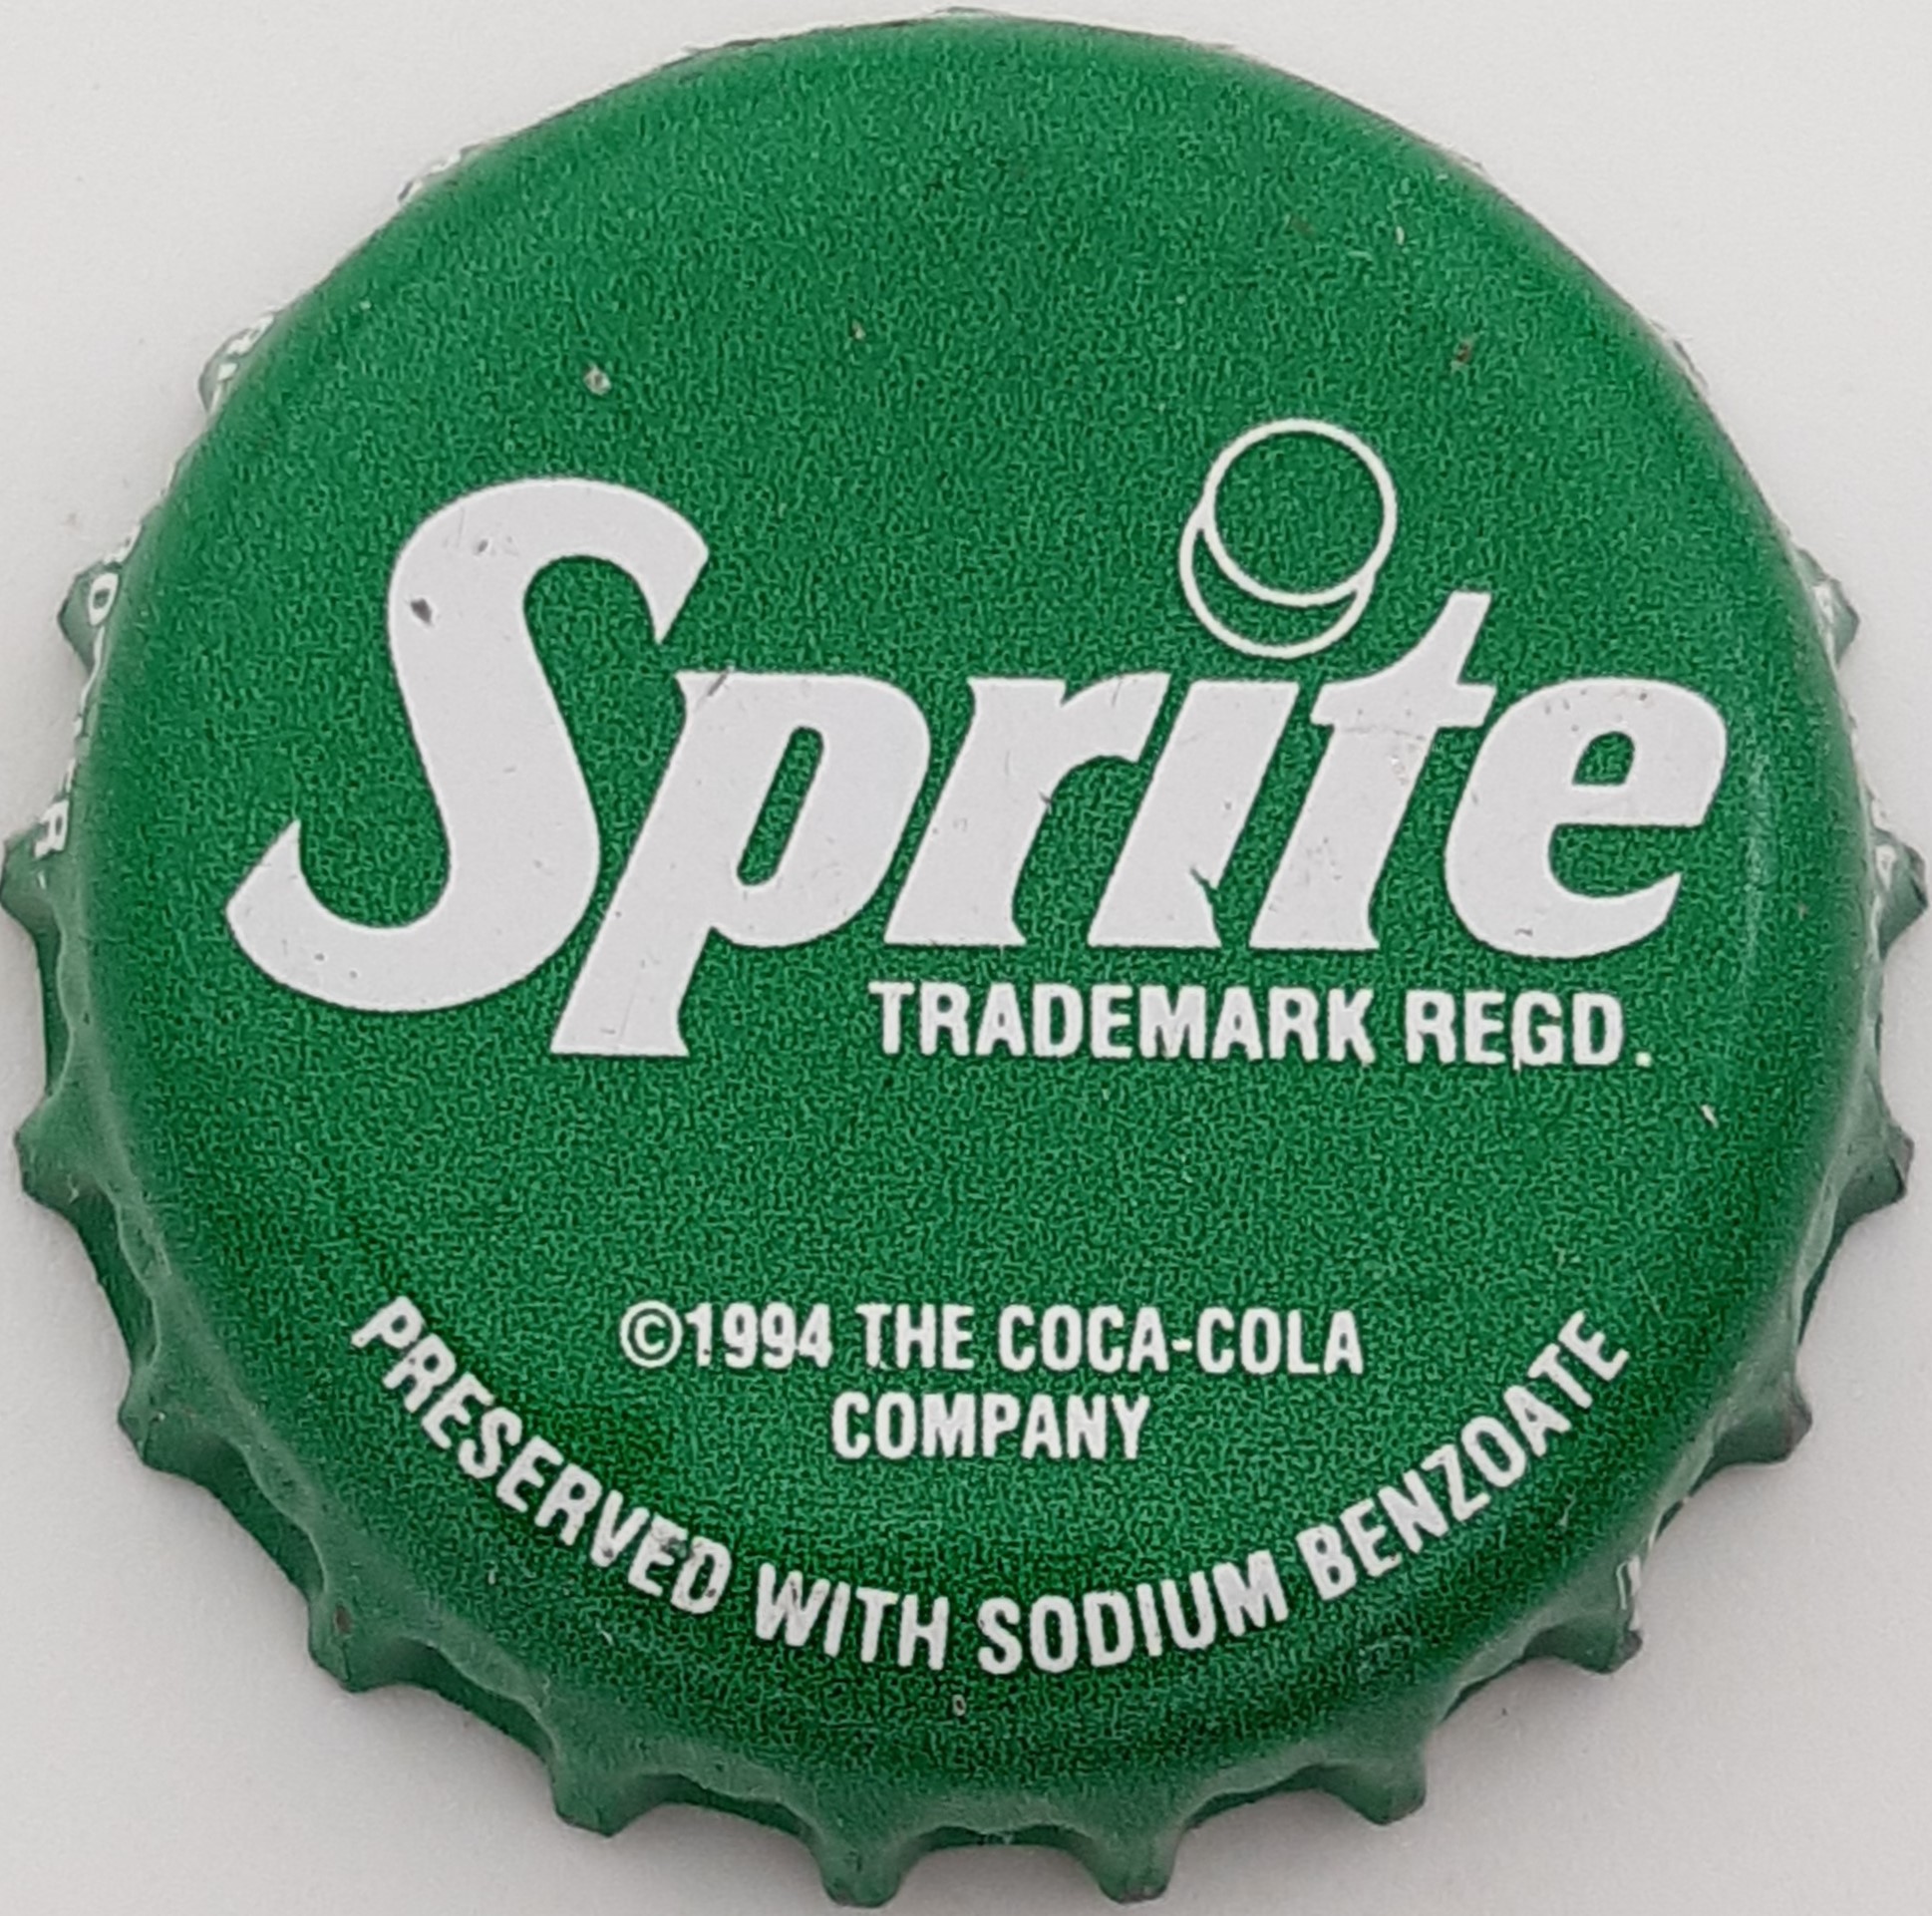 Sprite
TRADEMARK REGD.
©1994 THE COCA-COLA
COMPANY
PRESERVED WITH SODIUM BENZOATE